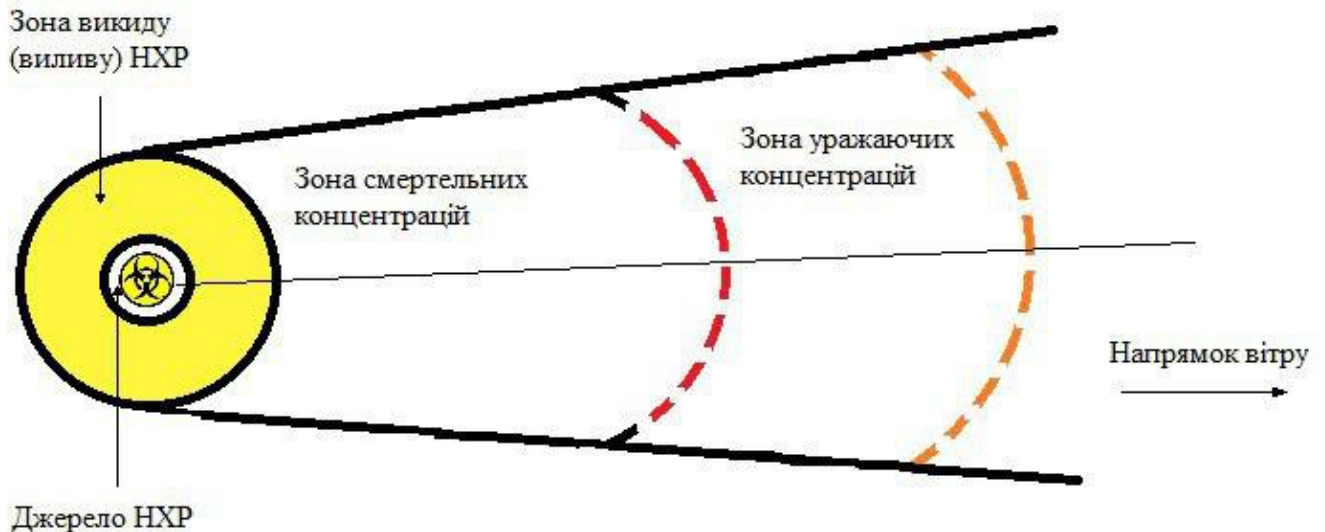 Зона викиду
(виливу) НХР
Зона смертельних
концентрацій
Зона уражаючих
концентрацій
Напрямок вітру
Джерело НХР